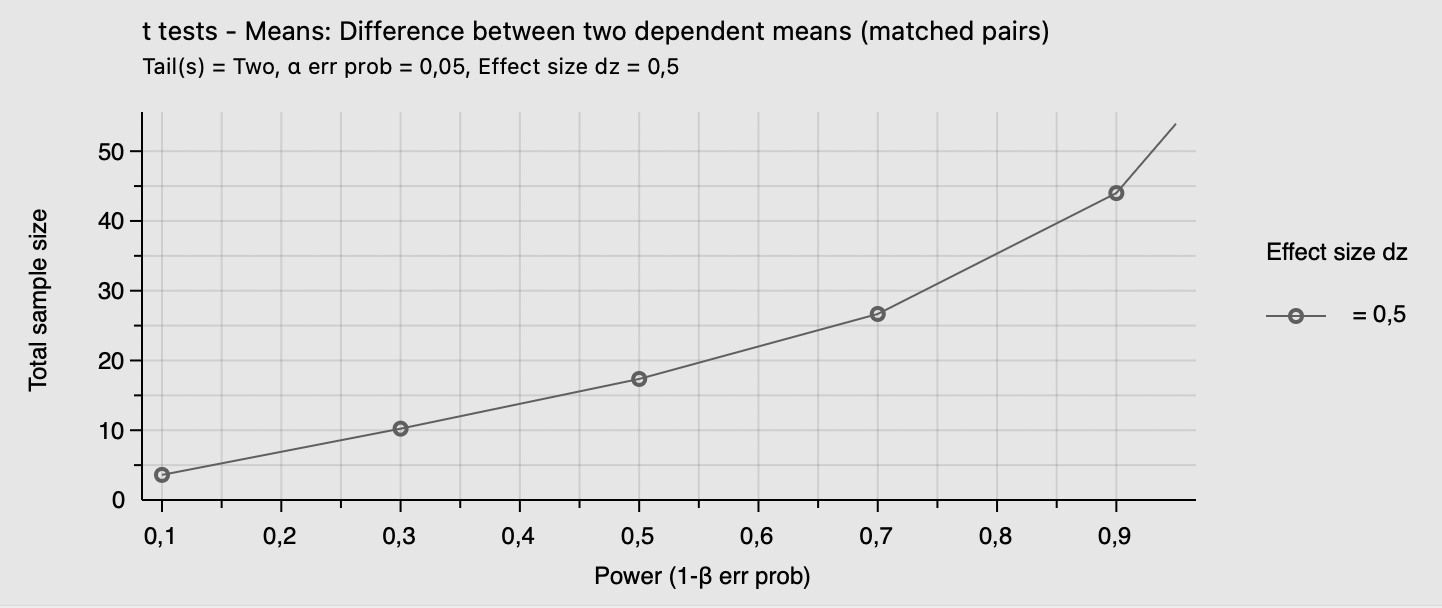 t tests - Means: Difference between two dependent means (matched pairs)
Tail(s) = Two, α err prob = 0,05, Effect size dz = 0,5
Total sample size
50
40
30
20
10
0
0,1 0,2 0,3 0,4 0,5 0,6 0,7 0,8 0,9
Power (1-β err prob)
Effect size dz
= 0,5